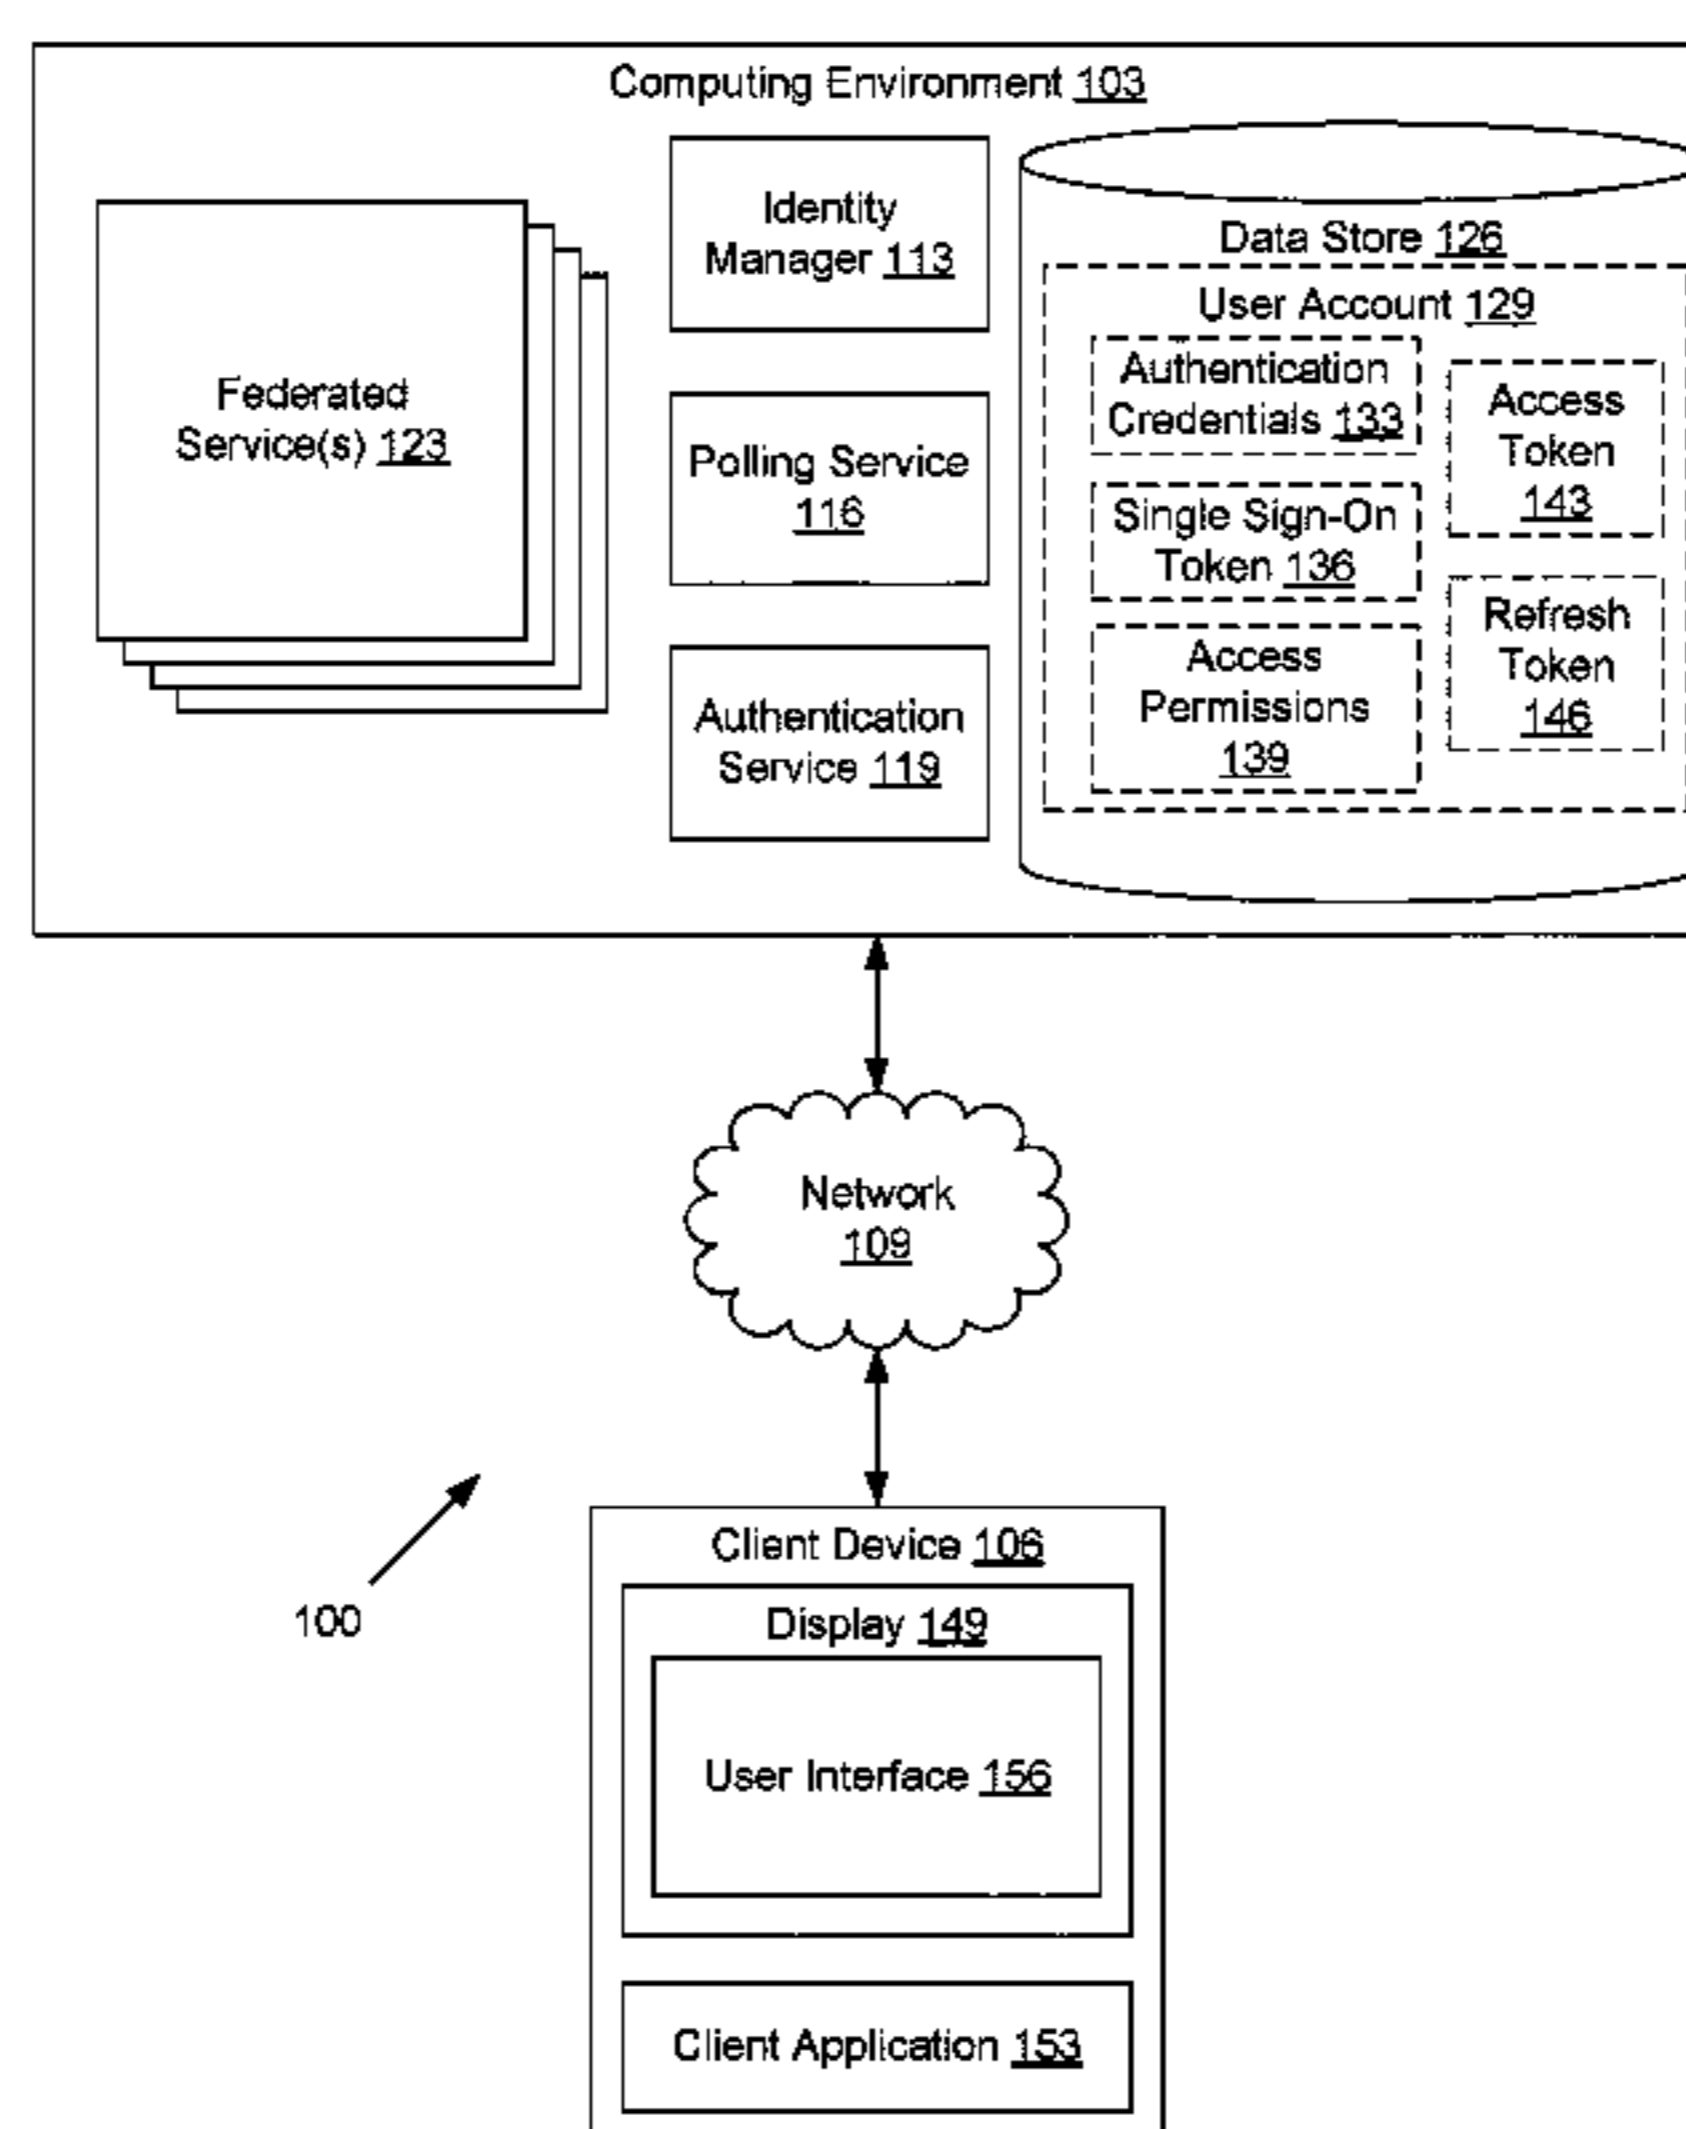 Computing Environment 103
Federated
Service(s) 123
Identity
Manager 113
Polling Service
116
Authentication
Service 119
Data Store 126
User Account 129
Authentication
Credentials 133
Single Sign-On
Token 136
Access
Permissions
139
Access
Token
143
Refresh
Token
146
Network
109
100
Client Device 106
Display 149
User Interface 156
Client Application 153